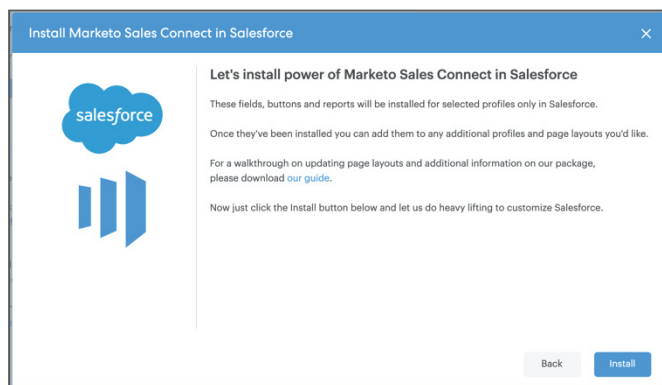 Install Marketo Sales Connect in Salesforce
salesforce
Let's install power of Marketo Sales Connect in Salesforce
These fields, buttons and reports will be installed for selected profiles only in Salesforce.
Once they've been installed you can add them to any additional profiles and page layouts you'd like.
For a walkthrough on updating page layouts and additional information on our package,
please download our guide.
Now just click the Install button below and let us do heavy lifting to customize Salesforce.
Back
Install